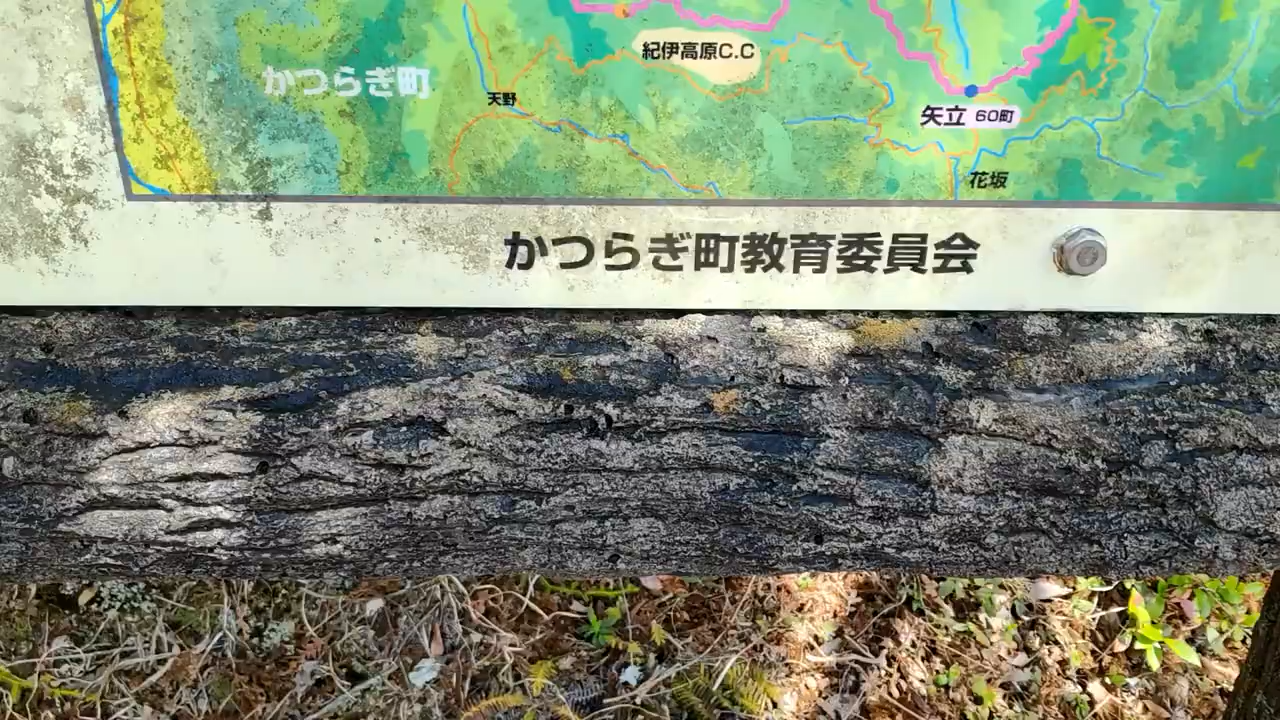 紀伊高原C.C
かつらぎ町
天野
矢立 60町
花坂
かつらぎ町教育委員会